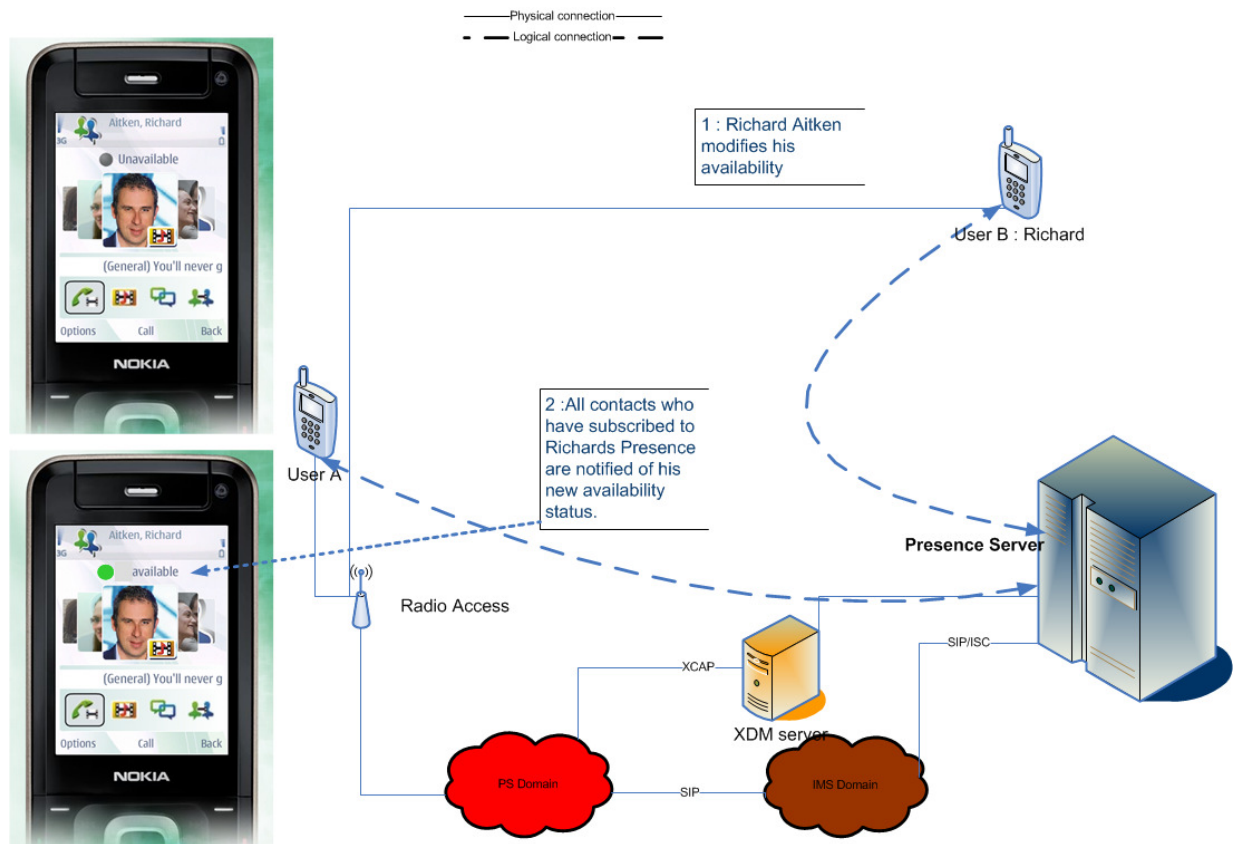 Physical connection
Logical connection
3G
Aitken, Richard
Unavailable
(General) You'll never g
Options Call Back
NOKIA
1 : Richard Aitken
modifies his
availability
User B : Richard
User A
2 :All contacts who
have subscribed to
Richards Presence
are notified of his
new availability
status.
3G
Aitken, Richard
available
(General) You'll never g
Options Call Back
NOKIA
Radio Access
Presence Server
XCAP
SIP/ISC
XDM server
PS Domain
SIP
IMS Domain